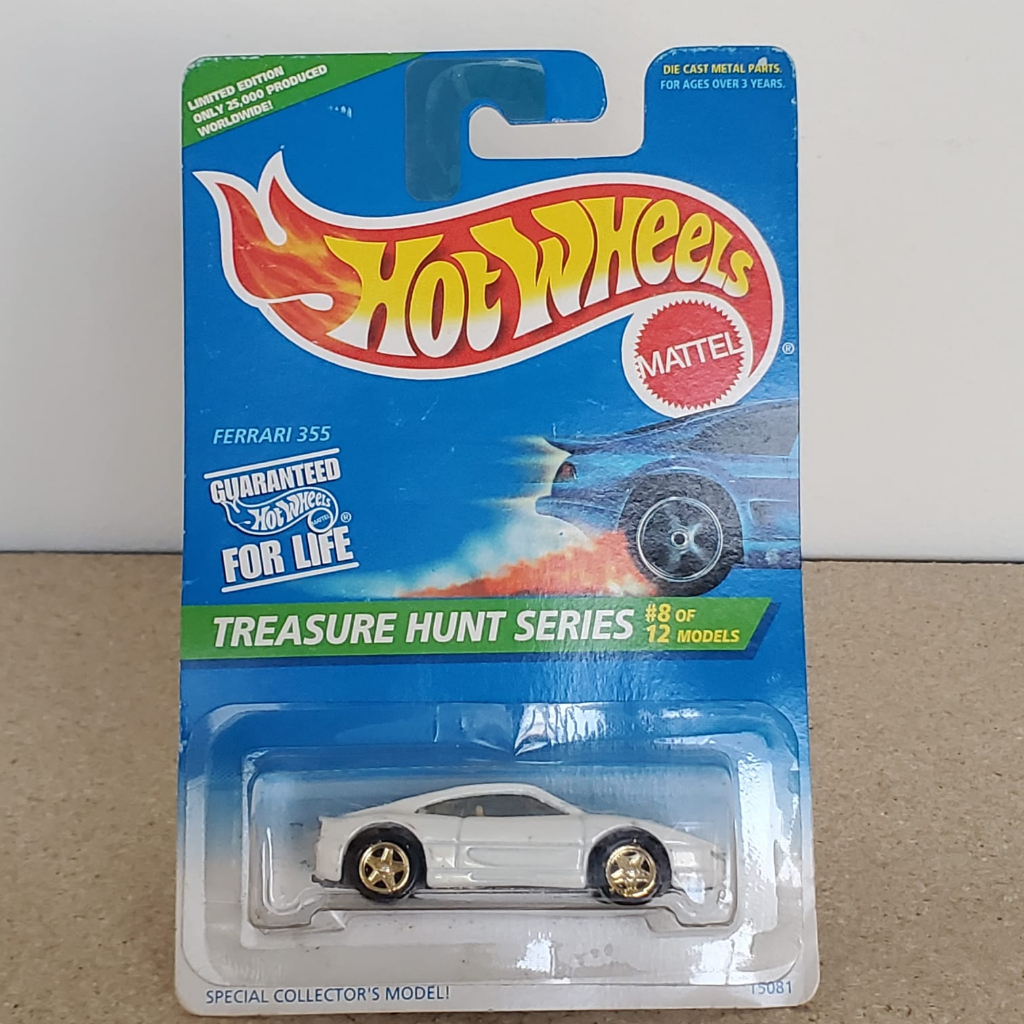 LIMITED EDITION
ONLY 25,000 PRODUCED
WORLDWIDE!
DIE CAST METAL PARTS.
FOR AGES OVER 3 YEARS.
HOT WHEELS
MATTEL
®
FERRARI 355
GUARANTEED
HOT WHEELS
MATTEL
®
FOR LIFE
TREASURE HUNT SERIES
#8 OF
12 MODELS
SPECIAL COLLECTOR'S MODEL!
15081